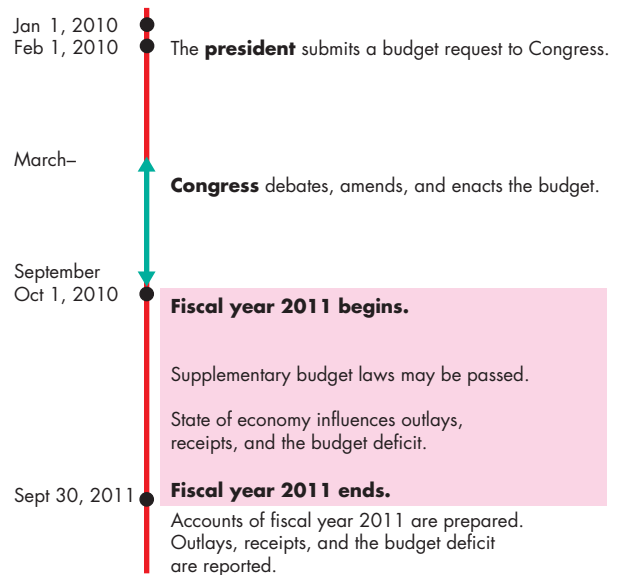 Jan 1, 2010
Feb 1, 2010
The president submits a budget request to Congress.
March–
Congress debates, amends, and enacts the budget.
September
Oct 1, 2010
Fiscal year 2011 begins.
Supplementary budget laws may be passed.
State of economy influences outlays,
receipts, and the budget deficit.
Sept 30, 2011
Fiscal year 2011 ends.
Accounts of fiscal year 2011 are prepared.
Outlays, receipts, and the budget deficit
are reported.